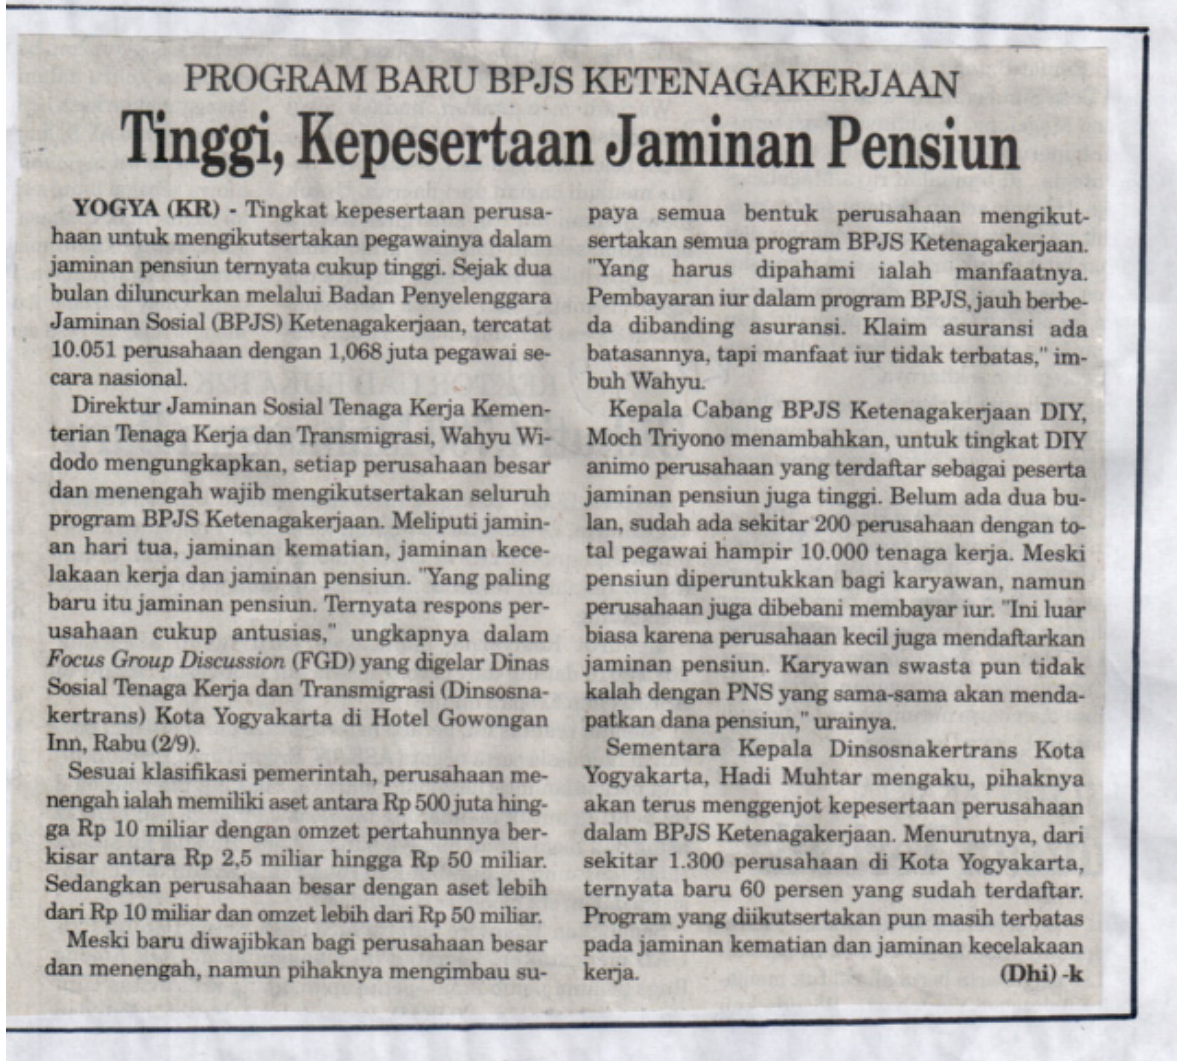 PROGRAM BARU BPJS KETENAGAKERJAAN
Tinggi, Kepesertaan Jaminan Pensiun
YOGYA (KR) - Tingkat kepesertaan perusa-
haan untuk mengikutsertakan pegawainya dalam
jaminan pensiun ternyata cukup tinggi. Sejak dua
bulan diluncurkan melalui Badan Penyelenggara
Jaminan Sosial (BPJS) Ketenagakerjaan, tercatat
10.051 perusahaan dengan 1,068 juta pegawai se-
cara nasional.
Direktur Jaminan Sosial Tenaga Kerja Kemen-
terian Tenaga Kerja dan Transmigrasi, Wahyu Wi-
dodo mengungkapkan, setiap perusahaan besar
dan menengah wajib mengikutsertakan seluruh
program BPJS Ketenagakerjaan. Meliputi jamin-
an hari tua, jaminan kematian, jaminan kece-
lakaan kerja dan jaminan pensiun. "Yang paling
baru itu jaminan pensiun. Ternyata respons per-
usahaan cukup antusias," ungkapnya dalam
Focus Group Discussion (FGD) yang digelar Dinas
Sosial Tenaga Kerja dan Transmigrasi (Dinsosna-
kertrans) Kota Yogyakarta di Hotel Gowongan
Inn, Rabu (2/9).
Sesuai klasifikasi pemerintah, perusahaan me-
nengah ialah memiliki aset antara Rp 500 juta hing-
ga Rp 10 miliar dengan omzet pertahunnya ber-
kisar antara Rp 2,5 miliar hingga Rp 50 miliar.
Sedangkan perusahaan besar dengan aset lebih
dari Rp 10 miliar dan omzet lebih dari Rp 50 miliar.
Meski baru diwajibkan bagi perusahaan besar
dan menengah, namun pihaknya mengimbau su-
paya semua bentuk perusahaan mengikut-
sertakan semua program BPJS Ketenagakerjaan.
"Yang harus dipahami ialah manfaatnya.
Pembayaran iur dalam program BPJS, jauh berbe-
da dibanding asuransi. Klaim asuransi ada
batasannya, tapi manfaat iur tidak terbatas," im-
buh Wahyu.
Kepala Cabang BPJS Ketenagakerjaan DIY,
Moch Triyono menambahkan, untuk tingkat DIY
animo perusahaan yang terdaftar sebagai peserta
jaminan pensiun juga tinggi. Belum ada dua bu-
lan, sudah ada sekitar 200 perusahaan dengan to-
tal pegawai hampir 10.000 tenaga kerja. Meski
pensiun diperuntukkan bagi karyawan, namun
perusahaan juga dibebani membayar iur. "Ini luar
biasa karena perusahaan kecil juga mendaftarkan
jaminan pensiun. Karyawan swasta pun tidak
kalah dengan PNS yang sama-sama akan menda-
patkan dana pensiun," urainya.
Sementara Kepala Dinsosnakertrans Kota
Yogyakarta, Hadi Muhtar mengaku, pihaknya
akan terus menggenjot kepesertaan perusahaan
dalam BPJS Ketenagakerjaan. Menurutnya, dari
sekitar 1.300 perusahaan di Kota Yogyakarta,
ternyata baru 60 persen yang sudah terdaftar.
Program yang diikutsertakan pun masih terbatas
pada jaminan kematian dan jaminan kecelakaan
kerja. (Dhi) -k